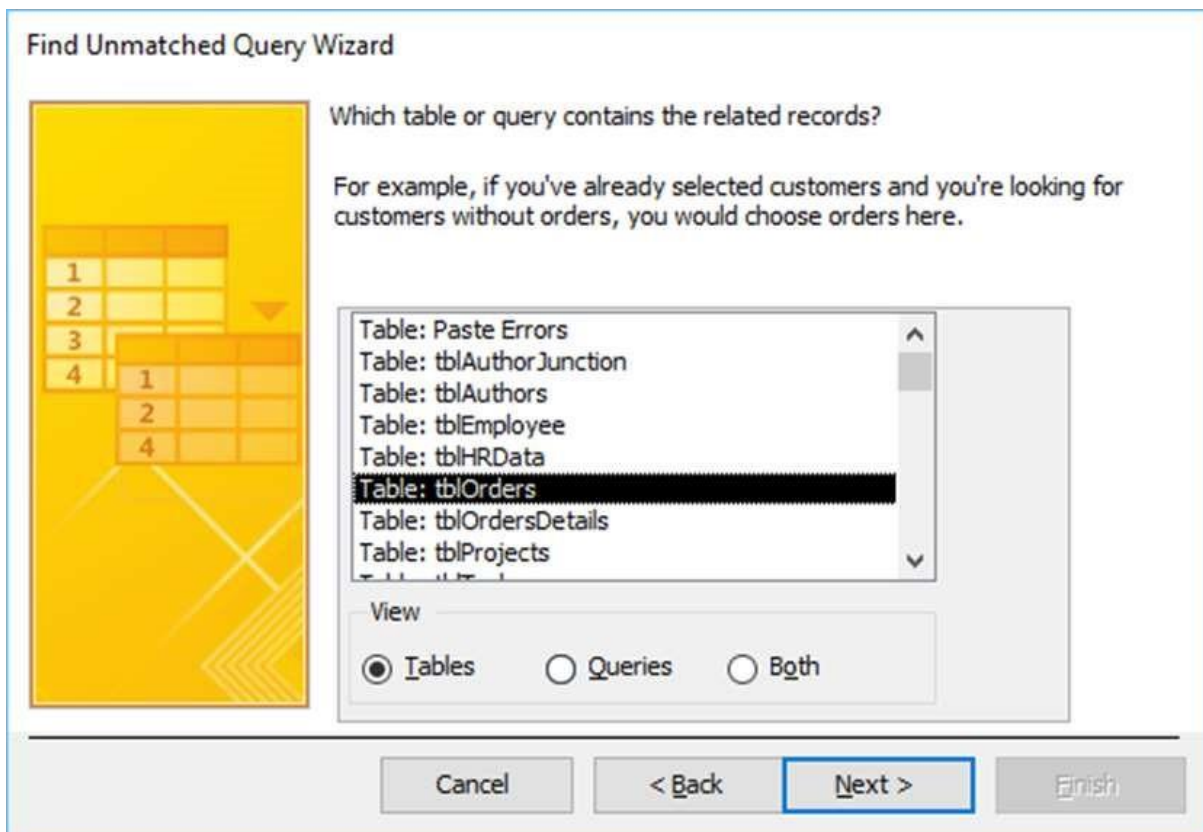 Find Unmatched Query Wizard
Which table or query contains the related records?
For example, if you've already selected customers and you're looking for
customers without orders, you would choose orders here.
1
2
3
4
1
2
4
Table: Paste Errors
Table: tblAuthorJunction
Table: tblAuthors
Table: tblEmployee
Table: tblHRData
Table: tblOrders
Table: tblOrdersDetails
Table: tblProjects
View
Tables Queries Both
Cancel < Back Next > Finish